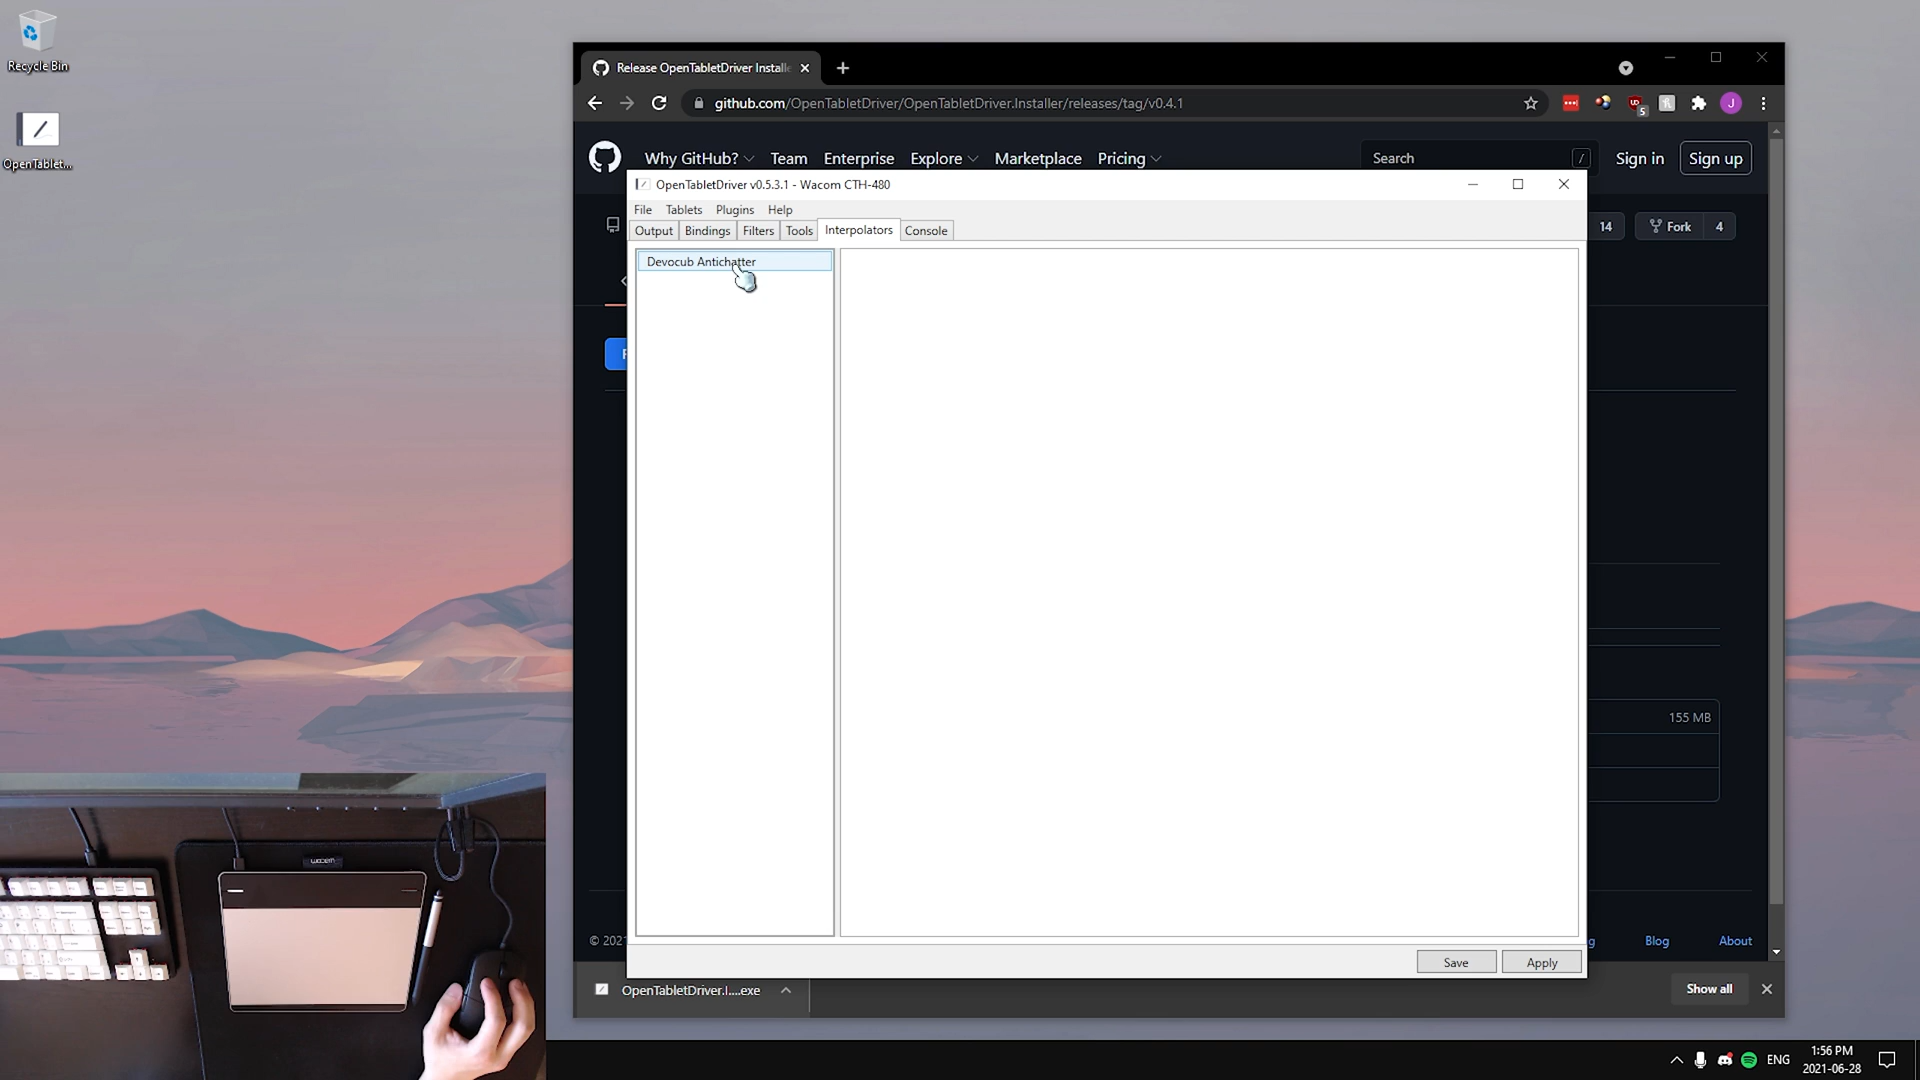 Recycle Bin
OpenTablet...
Release OpenTabletDriver Installe
github.com/OpenTabletDriver/OpenTabletDriver.Installer/releases/tag/v0.4.1
5
J
Why GitHub?
Team
Enterprise
Explore
Marketplace
Pricing
Search
/
Sign in
Sign up
OpenTabletDriver v0.5.3.1 - Wacom CTH-480
File
Tablets
Plugins
Help
Output
Bindings
Filters
Tools
Interpolators
Console
14
Fork
4
Devocub Antichatter
155 MB
wacom
© 2021
g
Blog
About
Save
Apply
OpenTabletDriver.I....exe
Show all
ENG
1:56 PM
2021-06-28